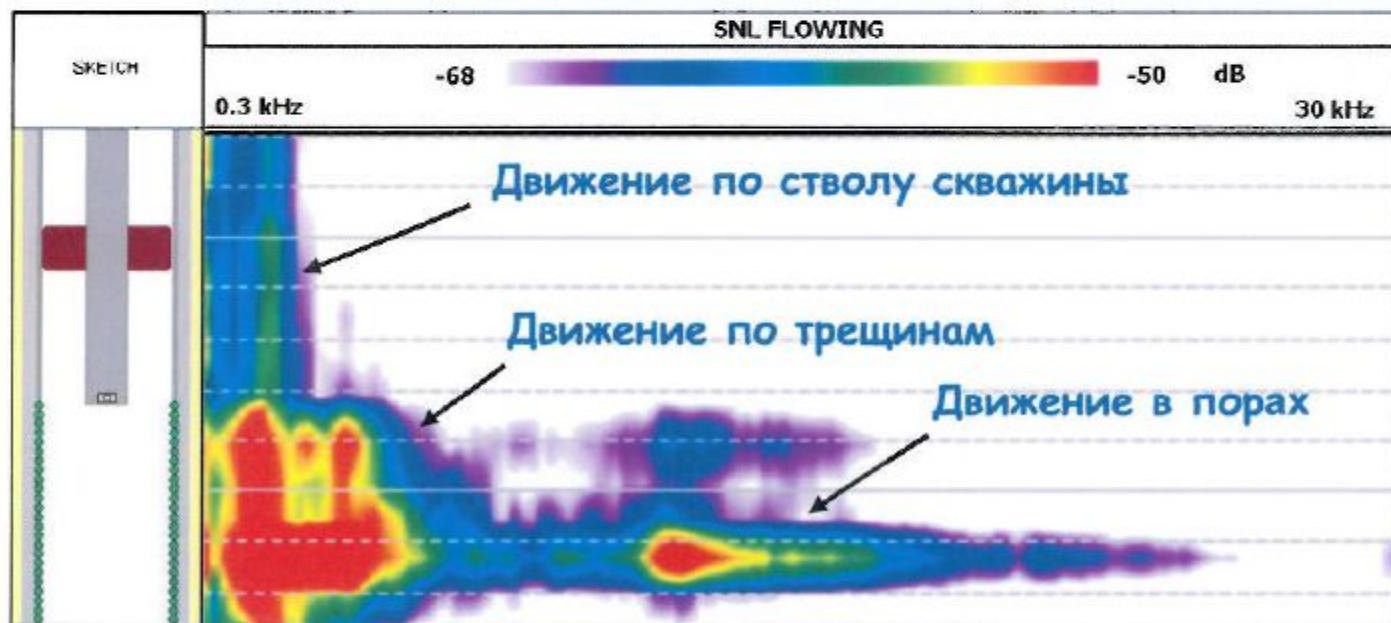 SNL FLOWING
SKETCH
-68
-50 dB
0.3 kHz
30 kHz
Движение по стволу скважины
Движение по трещинам
Движение в порах